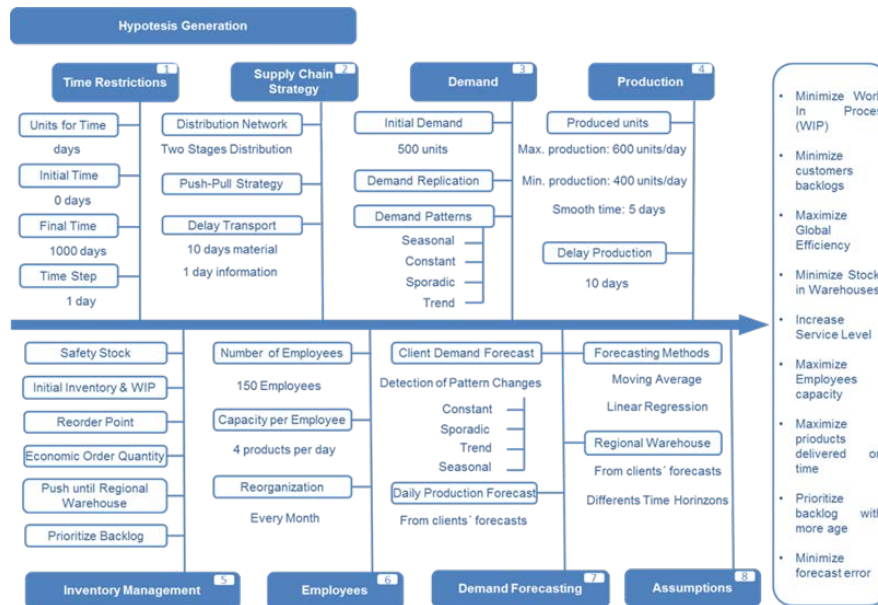 Hypotesis Generation
1
Time Restrictions
Units for Time
days
Initial Time
0 days
Final Time
1000 days
Time Step
1 day
2
Supply Chain
Strategy
Distribution Network
Two Stages Distribution
Push-Pull Strategy
Delay Transport
10 days material
1 day information
3
Demand
Initial Demand
500 units
Demand Replication
Demand Patterns
Seasonal
Constant
Sporadic
Trend
4
Production
Produced units
Max. production: 600 units/day
Min. production: 400 units/day
Smooth time: 5 days
Delay Production
10 days
Safety Stock
Initial Inventory & WIP
Reorder Point
Economic Order Quantity
Push until Regional
Warehouse
Prioritize Backlog
Inventory Management
5
Number of Employees
150 Employees
Capacity per Employee
4 products per day
Reorganization
Every Month
Employees
6
Client Demand Forecast
Detection of Pattern Changes
Constant
Sporadic
Trend
Seasonal
Daily Production Forecast
From clients´ forecasts
Demand Forecasting
7
Forecasting Methods
Moving Average
Linear Regression
Regional Warehouse
From clients´ forecasts
Differents Time Horinzons
Assumptions
8
• Minimize Work
In Proces
(WIP)
• Minimize
customers
backlogs
• Maximize
Global
Efficiency
• Minimize Stock
in Warehouses
• Increase
Service Level
• Maximize
Employees
capacity
• Maximize
prioducts
delivered on
time
• Prioritize
backlog with
more age
• Minimize
forecast error